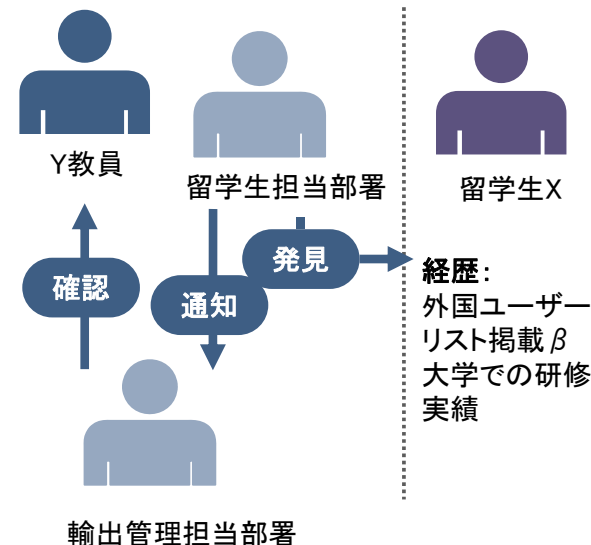 Y教員
留学生担当部署
留学生X
確認
通知
発見
経歴：
外国ユーザー
リスト掲載β
大学での研修
実績
輸出管理担当部署